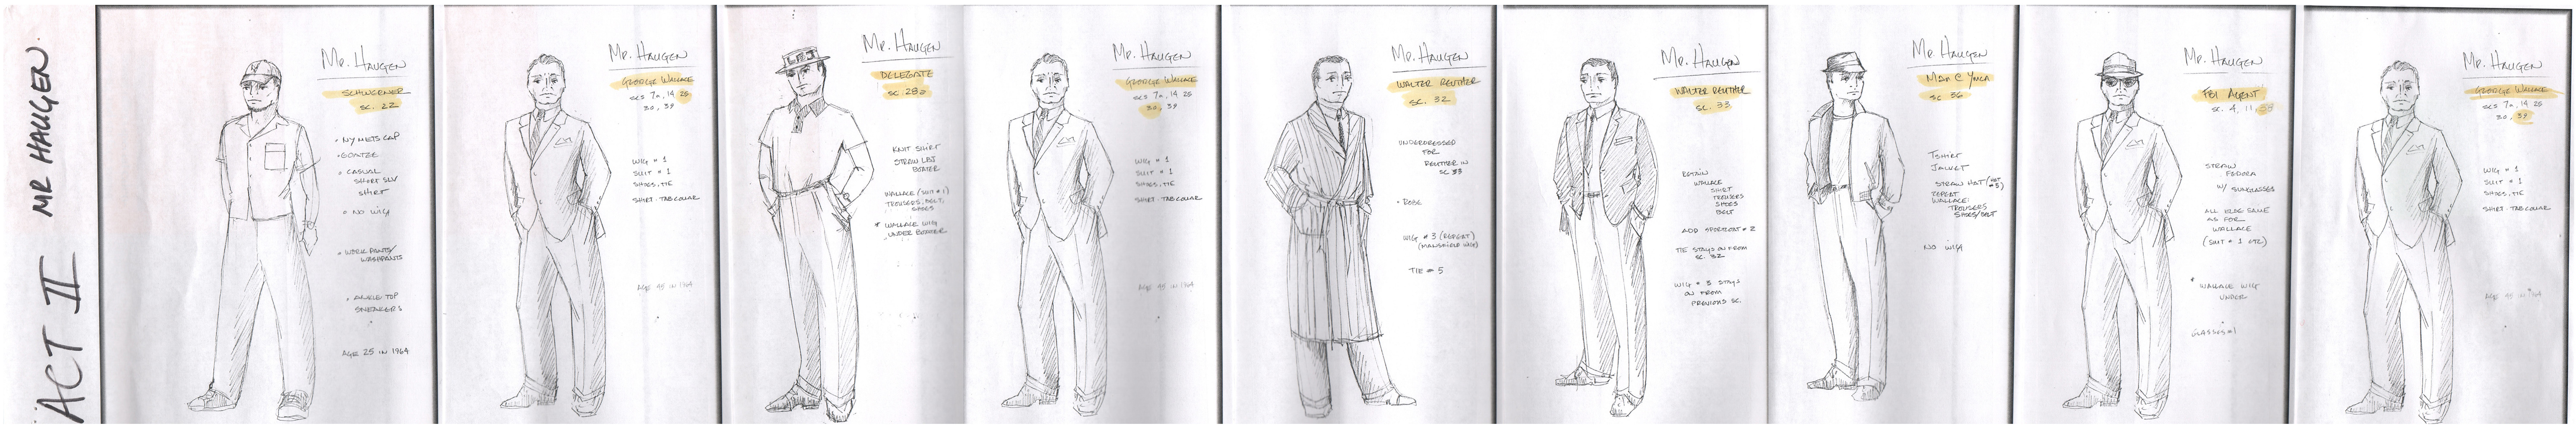 ACT II MR HAUGEN.
Mr. Haugen
Schwerner
sc. 22
• NY Mets cap
• Goatee
• Casual
short slv
shirt
• No wig
• Work pants/
washpants
• Ankle top
sneakers
Age 25 in 1964
Mr. Haugen
George Wallace
scs 7a, 14 25
30, 39
Wig # 1
Suit # 1
Shoes, tie
Shirt - tab collar
Age 45 in 1964
Mr. Haugen
Delegate
sc. 28a
Knit shirt
Straw LBJ
boater
Wallace (suit #1)
trousers, belt,
shoes
* Wallace wig
under boater
Mr. Haugen
George Wallace
scs 7a, 14 25
30, 39
Wig # 1
Suit # 1
Shoes, tie
Shirt - tab collar
Age 45 in 1964
Mr. Haugen
Walter Reuther
sc. 32
Underdressed
for
Reuther in
sc 33
• Robe
Wig # 3 (repeat)
(Mansfield wig)
Tie # 5
Mr. Haugen
Walter Reuther
sc. 33
Retain
Wallace
shirt
trousers
shoes
belt
Add sportcoat # 2
Tie stays on from
sc. 32
Wig # 3 stays
on from
previous sc.
Mr. Haugen
Man @ YMCA
sc 36
Tshirt
Jacket
Straw hat / (hat
#3)
Repeat
Wallace:
trousers
shoes/belt
No wig
Mr. Haugen
FBI Agent
sc. 4, 11, 38
Straw
fedora
w/ sunglasses
All else same
as for
Wallace
(suit # 1 etc)
* Wallace wig
under
Glasses #1
Mr. Haugen
George Wallace
scs 7a, 14 25
30, 39
Wig # 1
Suit # 1
Shoes, tie
Shirt - tab collar
Age 45 in 1964